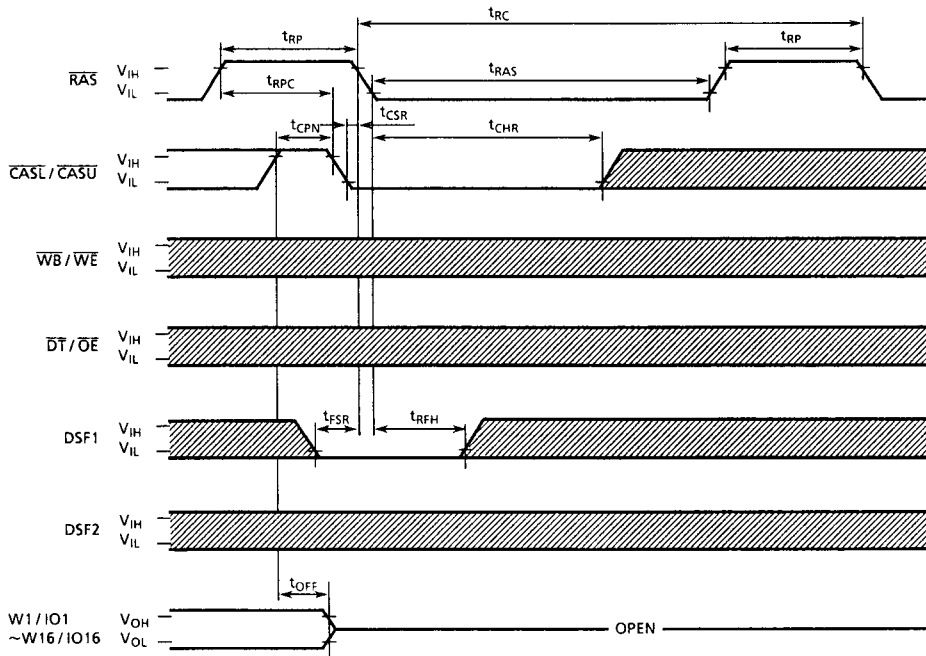 tRC
tRP
tRP
RAS VIH
VIL
tRPC
tRAS
tCPN
tCSR
tCHR
CASL / CASU VIH
VIL
WB / WE VIH
VIL
DT / OE VIH
VIL
tFSR
tRFH
DSF1 VIH
VIL
DSF2 VIH
VIL
tOFF
W1 / IO1 VOH
~W16 / IO16 VOL
OPEN